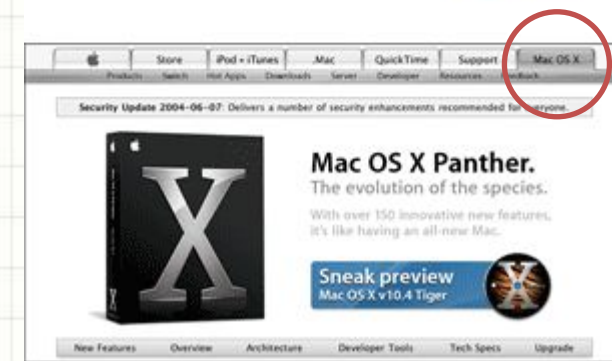 Store iPod + iTunes .Mac QuickTime Support Mac OS X
Products Switch Hot Apps Downloads Server Developer Resources Feedback
Security Update 2004-06-07: Delivers a number of security enhancements recommended for everyone.
X
Mac OS X Panther.
The evolution of the species.
With over 150 innovative new features,
it's like having an all-new Mac.
Sneak preview
Mac OS X v10.4 Tiger
X
X
New Features Overview Architecture Developer Tools Tech Specs Upgrade